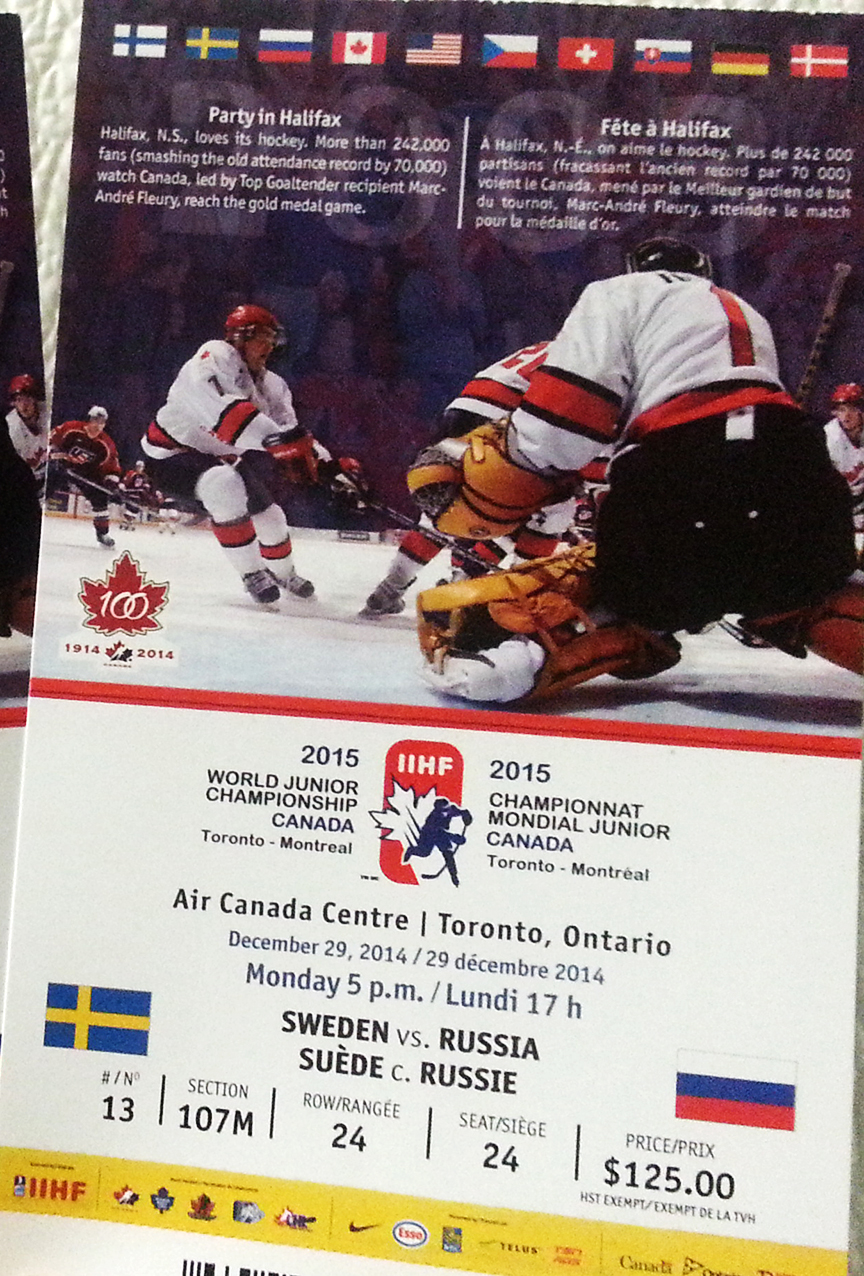 Party in Halifax
Halifax, N.S., loves its hockey. More than 242,000
fans (smashing the old attendance record by 70,000)
watch Canada, led by Top Goaltender recipient Marc-
André Fleury, reach the gold medal game.
Fête à Halifax
À Halifax, N.-É., on aime le hockey. Plus de 242 000
partisans (fracassant l'ancien record par 70 000)
voient le Canada, mené par le Meilleur gardien de but
du tournoi, Marc-André Fleury, atteindre le match
pour la médaille d'or.
1
100
1914 2014
2015
WORLD JUNIOR
CHAMPIONSHIP
CANADA
Toronto - Montreal
IIHF
2015
CHAMPIONNAT
MONDIAL JUNIOR
CANADA
Toronto - Montréal
Air Canada Centre | Toronto, Ontario
December 29, 2014 / 29 décembre 2014
Monday 5 p.m. / Lundi 17 h
SWEDEN vs. RUSSIA
SUÈDE c. RUSSIE
# / Nº
13
SECTION
107M
ROW/RANGÉE
24
SEAT/SIÈGE
24
PRICE/PRIX
$125.00
HST EXEMPT/EXEMPT DE LA TVH
IIHF
Esso
TELUS
Canada